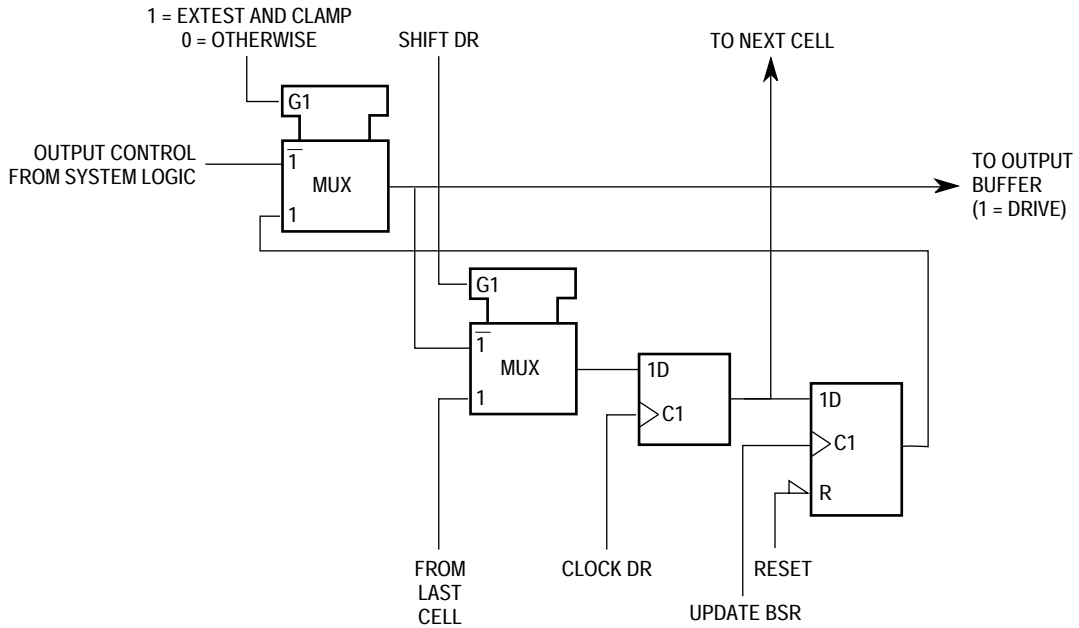 1 = EXTEST AND CLAMP
0 = OTHERWISE
SHIFT DR
TO NEXT CELL
G1
OUTPUT CONTROL
FROM SYSTEM LOGIC
1
MUX
1
TO OUTPUT
BUFFER
(1 = DRIVE)
G1
1
MUX
1
1D
C1
1D
C1
R
FROM
LAST
CELL
CLOCK DR
RESET
UPDATE BSR